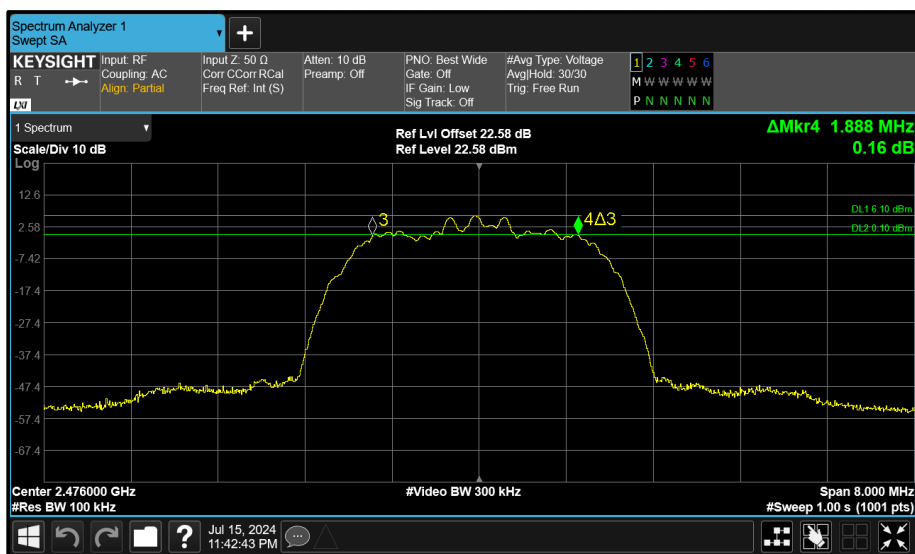 Spectrum Analyzer 1
Swept SA
+
KEYSIGHT
R T
LXI
Input: RF
Coupling: AC
Align: Partial
Input Z: 50 Ω
Corr CCorr RCal
Freq Ref: Int (S)
Atten: 10 dB
Preamp: Off
PNO: Best Wide
Gate: Off
IF Gain: Low
Sig Track: Off
#Avg Type: Voltage
Avg|Hold: 30/30
Trig: Free Run
1 2 3 4 5 6
M W W W W W
P N N N N N
1 Spectrum
Scale/Div 10 dB
Log
Ref Lvl Offset 22.58 dB
Ref Level 22.58 dBm
ΔMkr4 1.888 MHz
0.16 dB
12.6
2.58
-7.42
-17.4
-27.4
-37.4
-47.4
-57.4
-67.4
3
4Δ3
DL1 6.10 dBm
DL2 0.10 dBm
Center 2.476000 GHz
#Res BW 100 kHz
#Video BW 300 kHz
Span 8.000 MHz
#Sweep 1.00 s (1001 pts)
?
Jul 15, 2024
11:42:43 PM